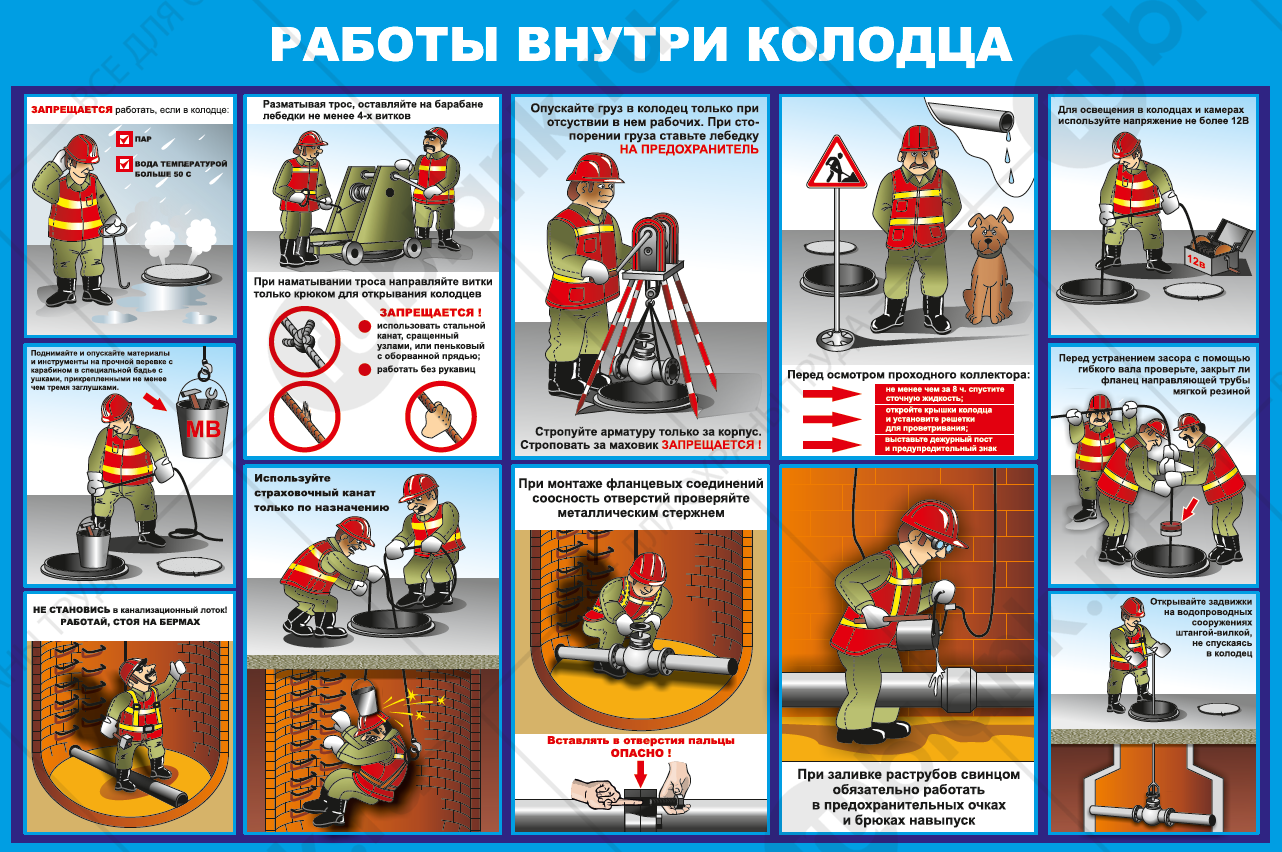 РАБОТЫ ВНУТРИ КОЛОДЦА
ЗАПРЕЩАЕТСЯ работать, если в колодце:
ПАР
ВОДА ТЕМПЕРАТУРОЙ
БОЛЬШЕ 50 С
Поднимайте и опускайте материалы
и инструменты на прочной веревке с
карабином в специальной бадье с
ушками, прикрепленными не менее
чем тремя заглушками.
МВ
НЕ СТАНОВИСЬ в канализационный лоток!
РАБОТАЙ, СТОЯ НА БЕРМАХ
Разматывая трос, оставляйте на барабане
лебедки не менее 4-х витков
При наматывании троса направляйте витки
только крюком для открывания колодцев
ЗАПРЕЩАЕТСЯ !
использовать стальной
канат, сращенный
узлами, или пеньковый
с оборванной прядью;
работать без рукавиц
Используйте
страховочный канат
только по назначению
Опускайте груз в колодец только при
отсуствии в нем рабочих. При сто-
порении груза ставьте лебедку
НА ПРЕДОХРАНИТЕЛЬ
Стропуйте арматуру только за корпус.
Строповать за маховик ЗАПРЕЩАЕТСЯ !
При монтаже фланцевых соединений
соосность отверстий проверяйте
металлическим стержнем
Вставлять в отверстия пальцы
ОПАСНО !
Перед осмотром проходного коллектора:
не менее чем за 8 ч. спустите
сточную жидкость;
откройте крышки колодца
и установите решетки
для проветривания;
выставьте дежурный пост
и предупредительный знак
При заливке раструбов свинцом
обязательно работать
в предохранительных очках
и брюках навыпуск
Для освещения в колодцах и камерах
используйте напряжение не более 12В
12в
Перед устранением засора с помощью
гибкого вала проверьте, закрыт ли
фланец направляющей трубы
мягкой резиной
Открывайте задвижки
на водопроводных
сооружениях
штангой-вилкой,
не спускаясь
в колодец